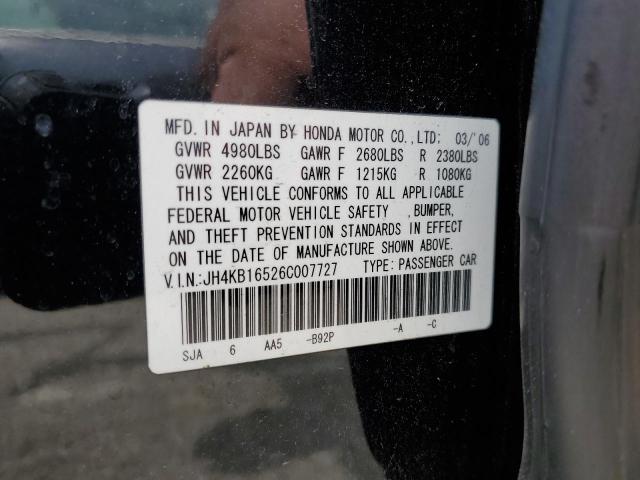 MFD. IN JAPAN BY HONDA MOTOR CO., LTD: 03/'06
GVWR 4980LBS GAWR F 2680LBS R 2380LBS
GVWR 2260KG GAWR F 1215KG R 1080KG
THIS VEHICLE CONFORMS TO ALL APPLICABLE
FEDERAL MOTOR VEHICLE SAFETY ,BUMPER,
AND THEFT PREVENTION STANDARDS IN EFFECT
ON THE DATE OF MANUFACTURE SHOWN ABOVE.
V.I.N.:JH4KB16526C007727 TYPE: PASSENGER CAR
SJA 6 AA5 -B92P -A -C